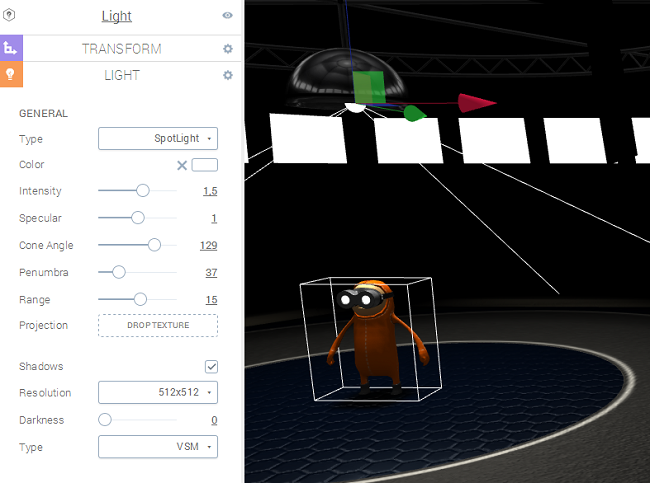 Light
TRANSFORM
LIGHT
GENERAL
Type SpotLight
Color
Intensity 1,5
Specular 1
Cone Angle 129
Penumbra 37
Range 15
Projection DROP TEXTURE
Shadows
Resolution 512x512
Darkness 0
Type VSM